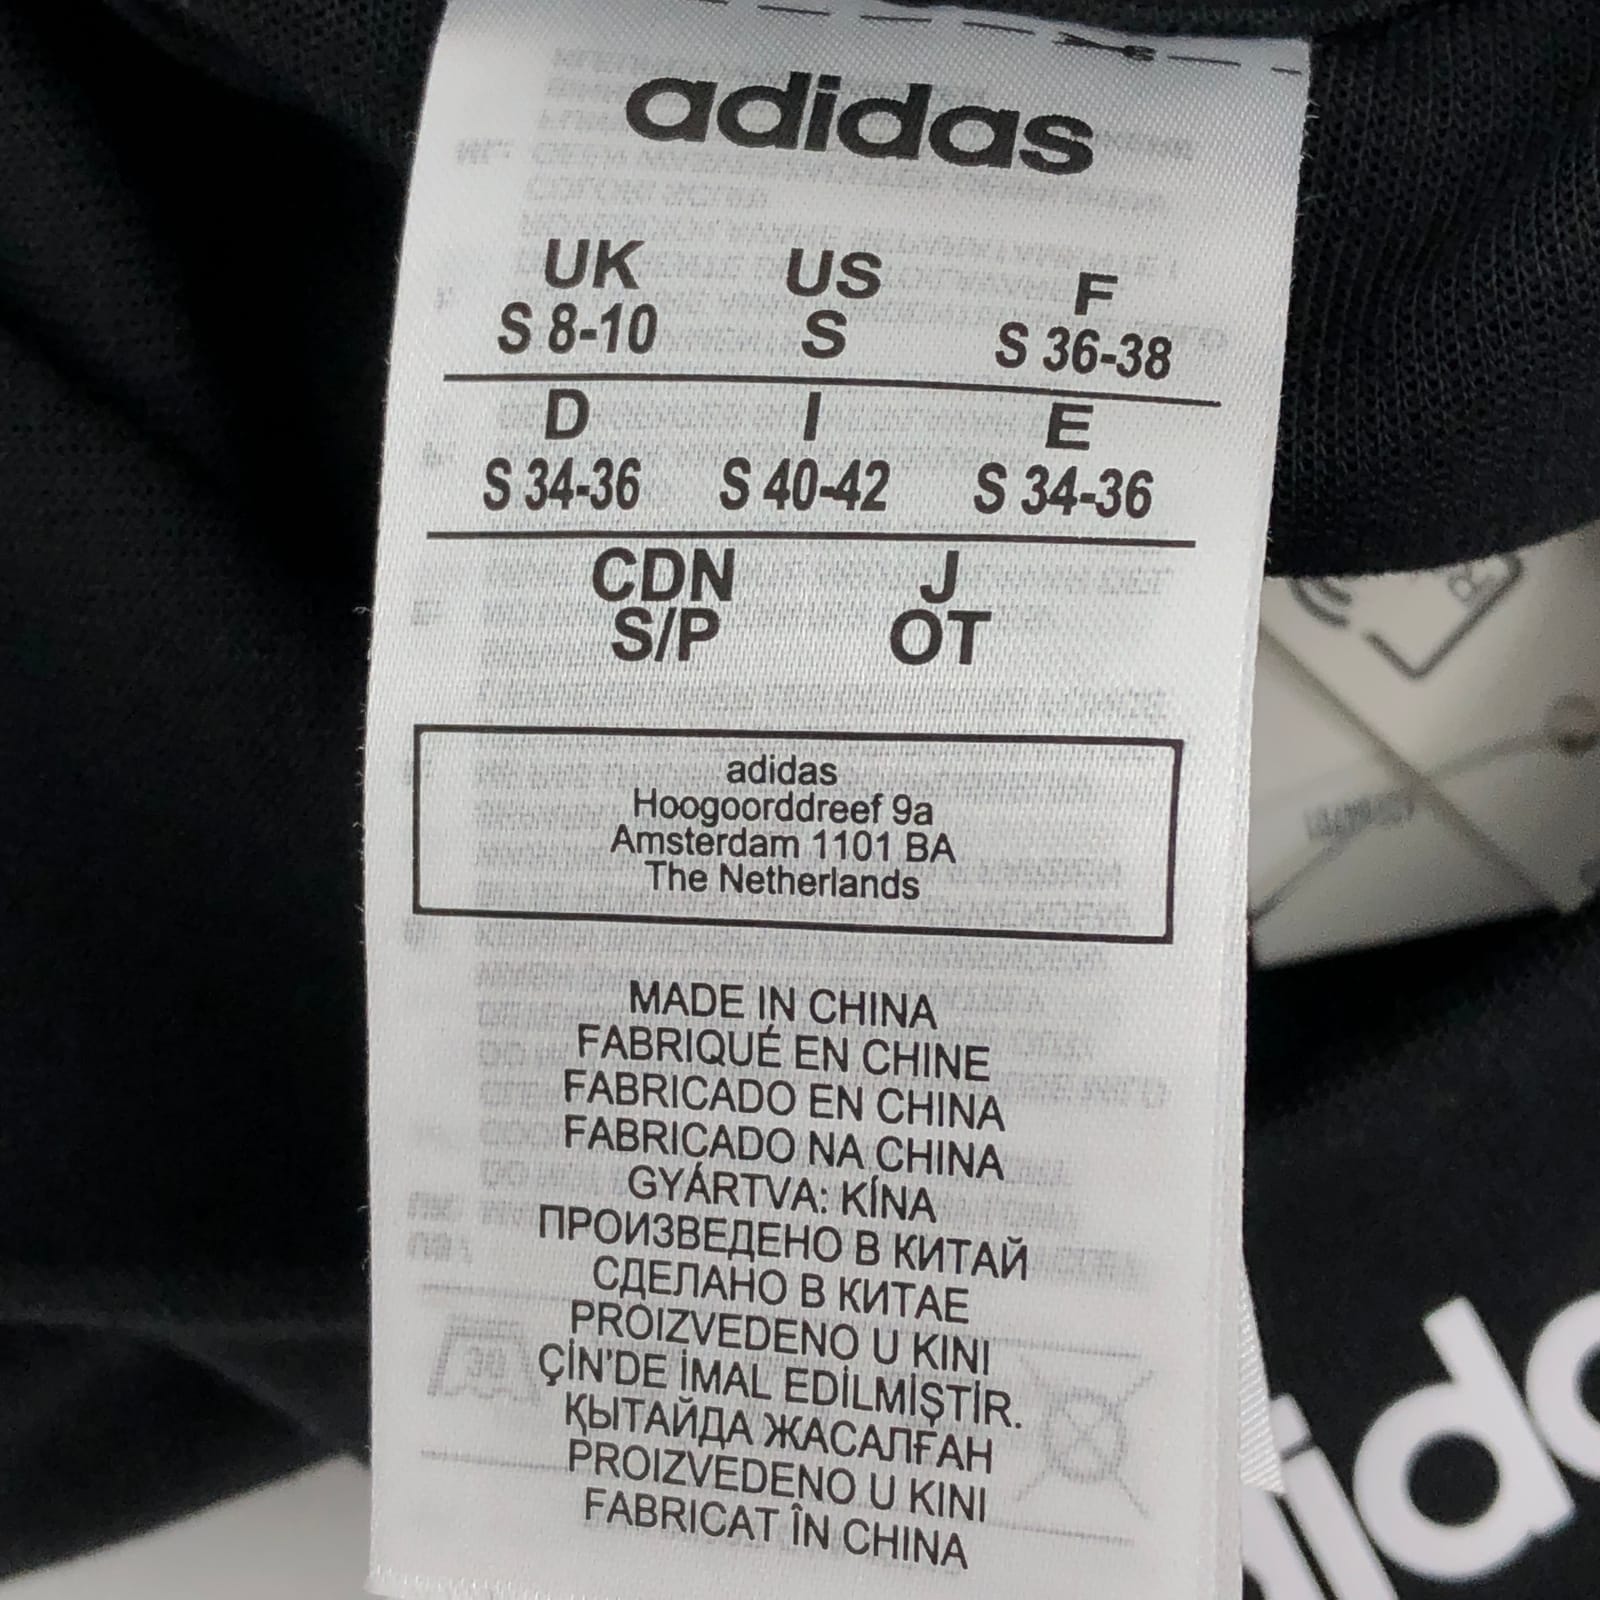 adidas
UK US F
S 8-10 S S 36-38
D I E
S 34-36 S 40-42 S 34-36
CDN J
S/P OT
adidas
Hoogoorddreef 9a
Amsterdam 1101 BA
The Netherlands
MADE IN CHINA
FABRIQUÉ EN CHINE
FABRICADO EN CHINA
FABRICADO NA CHINA
GYÁRTVA: KÍNA
ПРОИЗВЕДЕНО В КИТАЙ
СДЕЛАНО В КИТАЕ
PROIZVEDENO U KINI
ÇİN'DE İMAL EDİLMİŞTİR.
ҚЫТАЙДА ЖАСАЛҒАН
PROIZVEDENO U KINI
FABRICAT ÎN CHINA